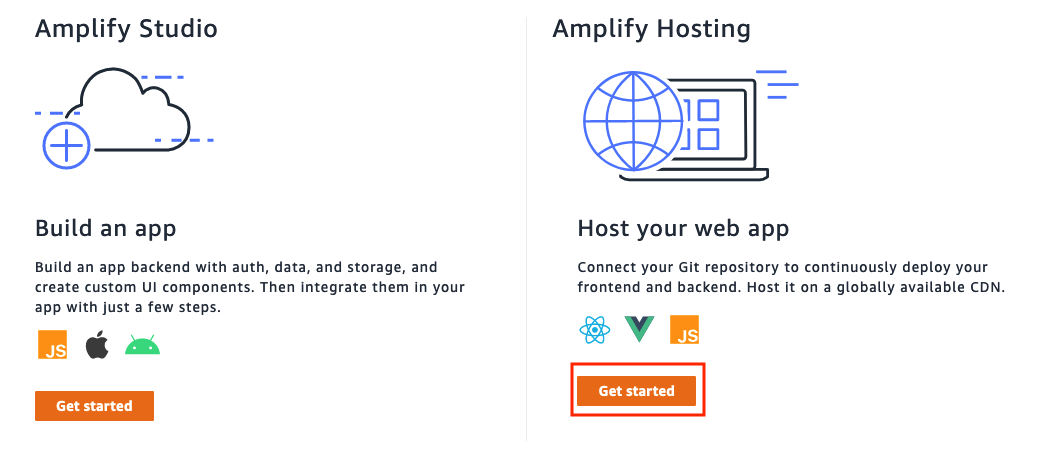 Amplify Studio
Build an app
Build an app backend with auth, data, and storage, and
create custom UI components. Then integrate them in your
app with just a few steps.
JS
Get started
Amplify Hosting
Host your web app
Connect your Git repository to continuously deploy your
frontend and backend. Host it on a globally available CDN.
JS
Get started